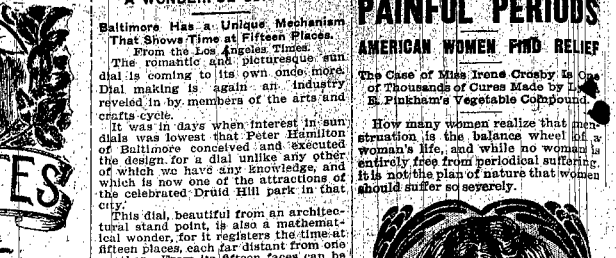 Baltimore Has a Unique Mechanism
That Shows Time at Fifteen Places.
From the Los Angeles Times.
The romantic and picturesque sun
dial is coming to its own once more.
Dial making is again an industry
reveled in by members of the arts and
crafts cycle.
It was in days when interest in sun
dials was lowest that Peter Hamilton
of Baltimore conceived and executed
the design for a dial unlike any other
of which we have any knowledge, and
which is now one of the attractions of
the celebrated Druid Hill park in that
city.
This dial, beautiful from an architec-
tural stand point, is also a mathemat-
ical wonder, for it registers the time at
fifteen places, each far distant from one
its fifteen faces can be
PAINFUL PERIODS
AMERICAN WOMEN FIND RELIEF
The Case of Miss Irene Crosby Is One
of Thousands of Cures Made by
E. Pinkham's Vegetable Compound.
How many women realize that men-
struation is the balance wheel of a
woman's life, and while no woman is
entirely free from periodical suffering,
it is not the plan of nature that women
should suffer so severely.
ES